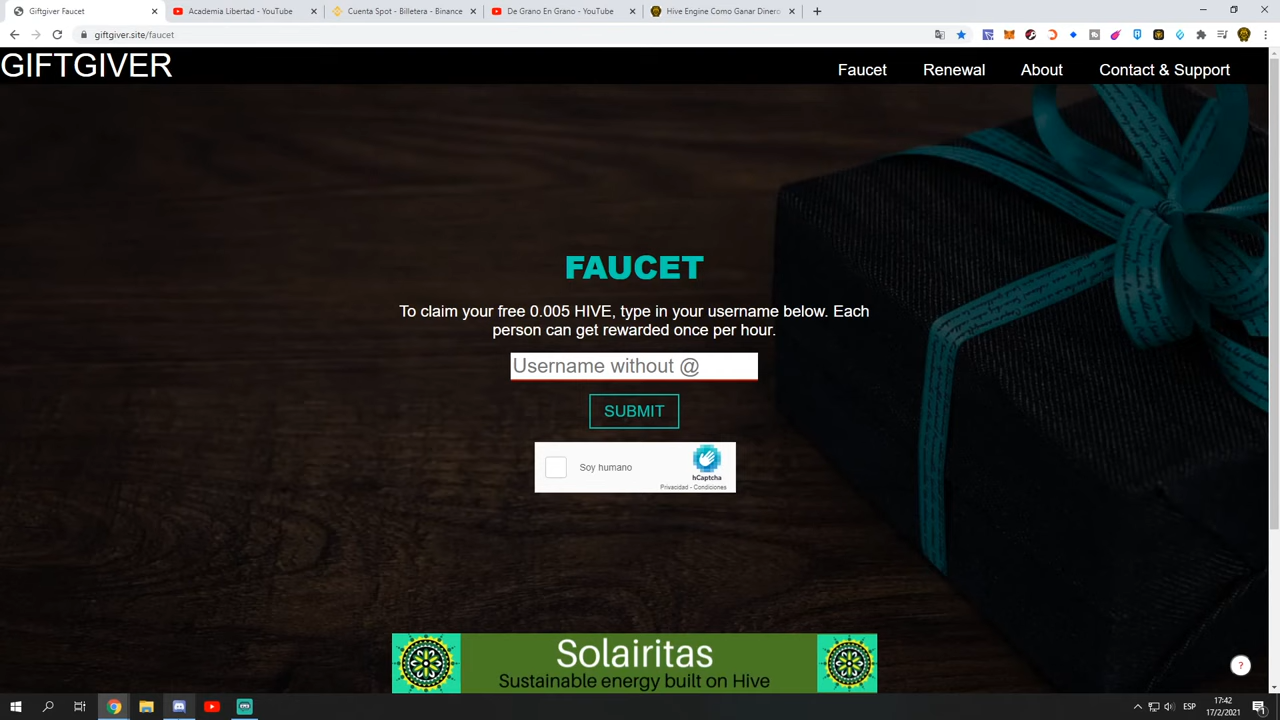 Giftgiver Faucet
Academia Libertad - YouTube
Cuenta Spot - Billetera - Binance
De Grano En Grano - YouTube
Hive Engine Como Ganar Dinero
giftgiver.site/faucet
GIFTGIVER
Faucet
Renewal
About
Contact & Support
FAUCET
To claim your free 0.005 HIVE, type in your username below. Each
person can get rewarded once per hour.
Username without @
SUBMIT
Soy humano
hCaptcha
Privacidad - Condiciones
Solairitas
Sustainable energy built on Hive
?
ESP
17:42
17/2/2021
1